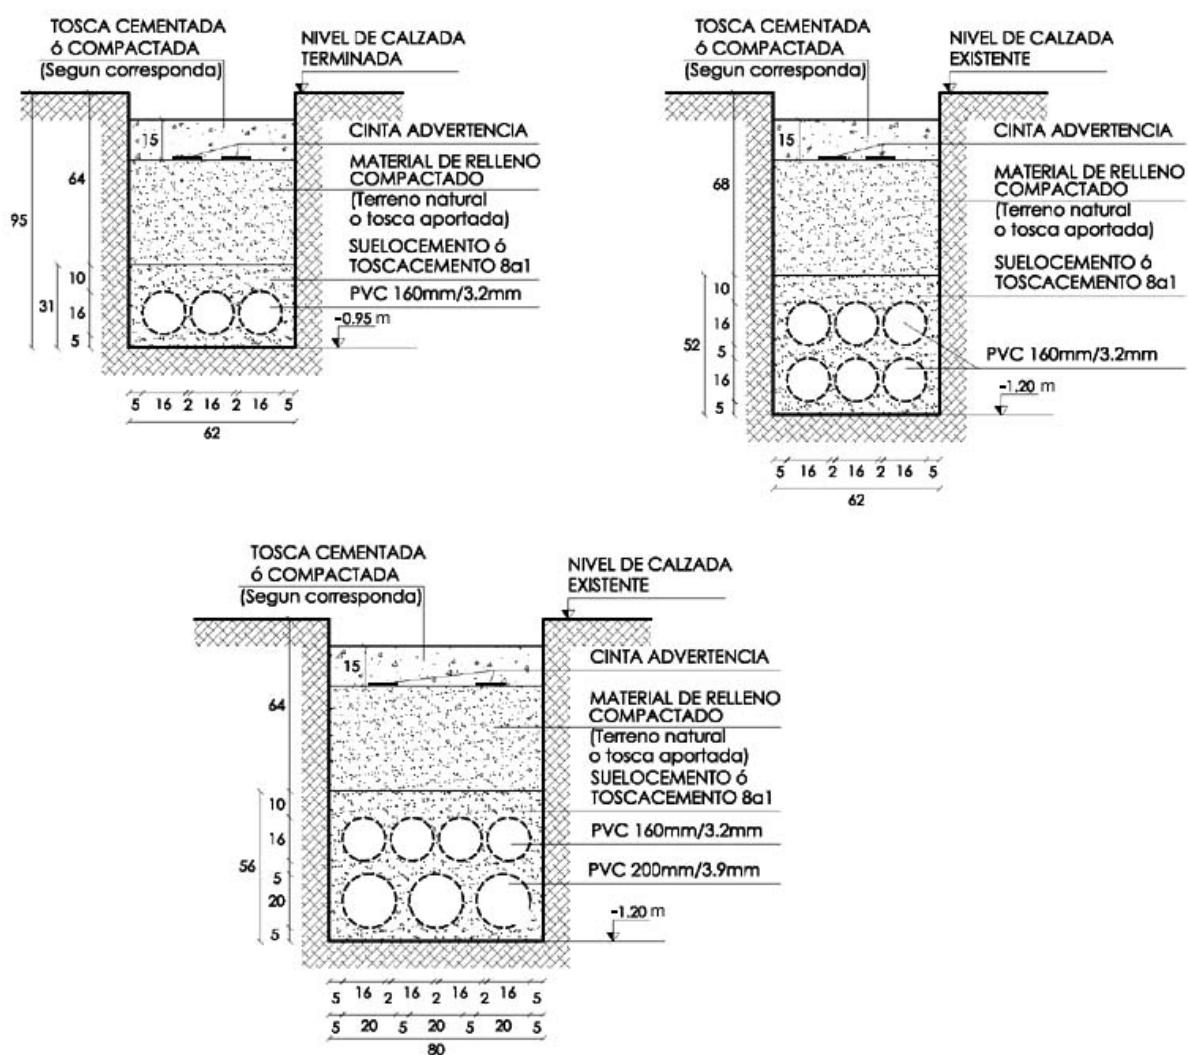 TOSCA CEMENTADA
ó COMPACTADA
(Segun corresponda)
NIVEL DE CALZADA
TERMINADA
CINTA ADVERTENCIA
MATERIAL DE RELLENO
COMPACTADO
(Terreno natural
o tosca aportada)
SUELOCEMENTO ó
TOSCACEMENTO 8a1
PVC 160mm/3.2mm
-0.95 m
15
64
95
10
31
16
5
5 16 2 16 2 16 5
62
TOSCA CEMENTADA
ó COMPACTADA
(Segun corresponda)
NIVEL DE CALZADA
EXISTENTE
CINTA ADVERTENCIA
MATERIAL DE RELLENO
COMPACTADO
(Terreno natural
o tosca aportada)
SUELOCEMENTO ó
TOSCACEMENTO 8a1
PVC 160mm/3.2mm
-1.20 m
15
68
10
16
52
5
16
5
5 16 2 16 2 16 5
62
TOSCA CEMENTADA
ó COMPACTADA
(Segun corresponda)
NIVEL DE CALZADA
EXISTENTE
CINTA ADVERTENCIA
MATERIAL DE RELLENO
COMPACTADO
(Terreno natural
o tosca aportada)
SUELOCEMENTO ó
TOSCACEMENTO 8a1
PVC 160mm/3.2mm
PVC 200mm/3.9mm
-1.20 m
15
64
10
16
56
5
20
5
5 16 2 16 2 16 2 16 5
5 20 5 20 5 20 5
80